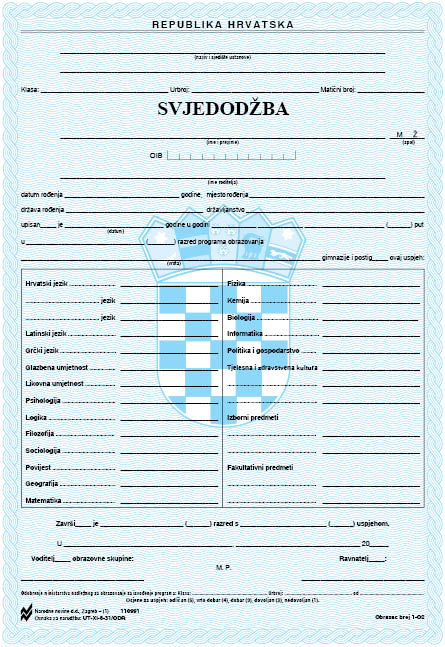 REPUBLIKA HRVATSKA
(naziv i sjedište ustanove)
Klasa: Urbroj: Matični broj:
SVJEDODŽBA
M Ž
(ime i prezime) (spol)
OIB
(ime roditelja)
datum rođenja godine, mjesto rođenja
država rođenja državljanstvo
upisan je godine u godini ( ) put
(datum)
u ( ) razred programa obrazovanja
gimnazije i postig ovaj uspjeh:
(vrsta)
Hrvatski jezik Fizika
jezik Kemija
jezik Biologija
Latinski jezik Informatika
Grčki jezik Politika i gospodarstvo
Glazbena umjetnost Tjelesna i zdravstvena kultura
Likovna umjetnost
Psihologija
Logika Izborni predmeti
Filozofija
Sociologija
Povijest Fakultativni predmeti
Geografija
Matematika
Završi je ( ) razred s ( ) uspjehom.
U , 20
Voditelj obrazovne skupine: Ravnatelj :
M. P.
Odobrenje ministarstva nadležnog za obrazovanje za izvođenje programa: Klasa: Urbroj: od
Ocjene za uspjeh: odličan (5), vrlo dobar (4), dobar (3), dovoljan (2), nedovoljan (1).
Narodne novine d.d., Zagreb – (1) 110991
Oznaka za narudžbu: UT-XI-6-31/ODR Obrazac broj 1-OB